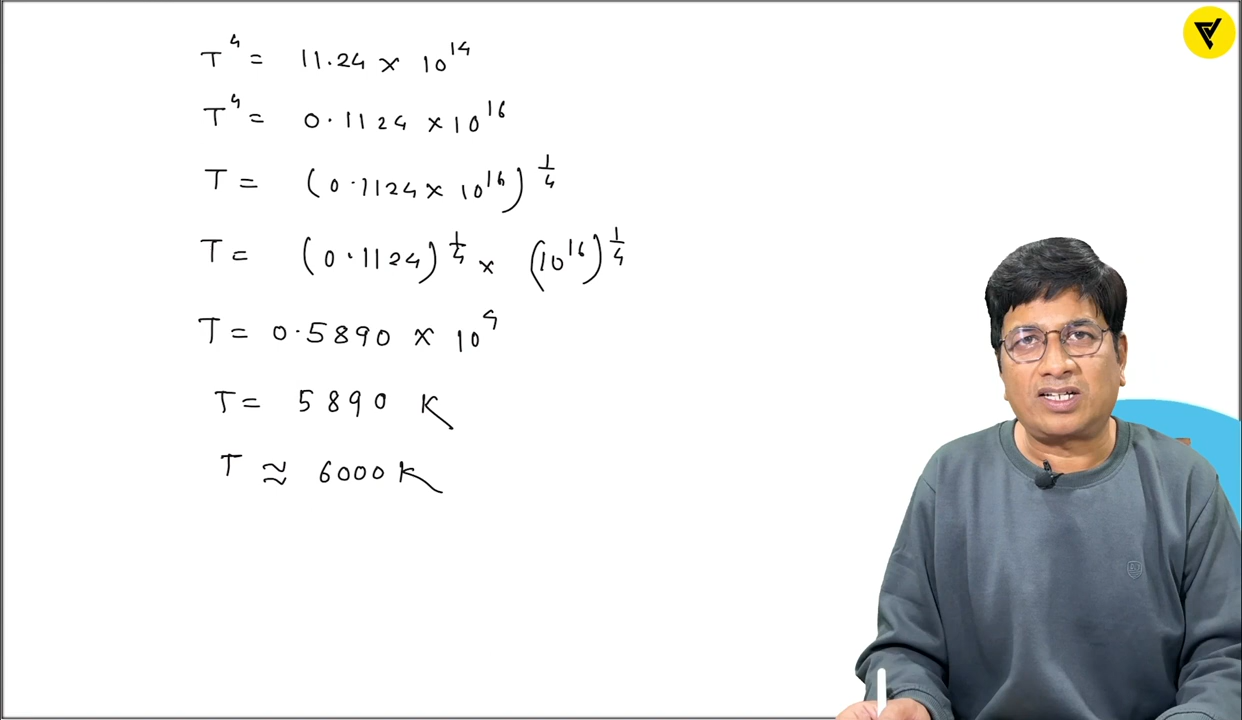 T⁴ = 11.24 × 10¹⁴
T⁴ = 0.1124 × 10¹⁶
T = (0.1124 × 10¹⁶)^1/4
T = (0.1124)^1/4 × (10¹⁶)^1/4
T = 0.5890 × 10⁴
T = 5890 K
T ≈ 6000 K